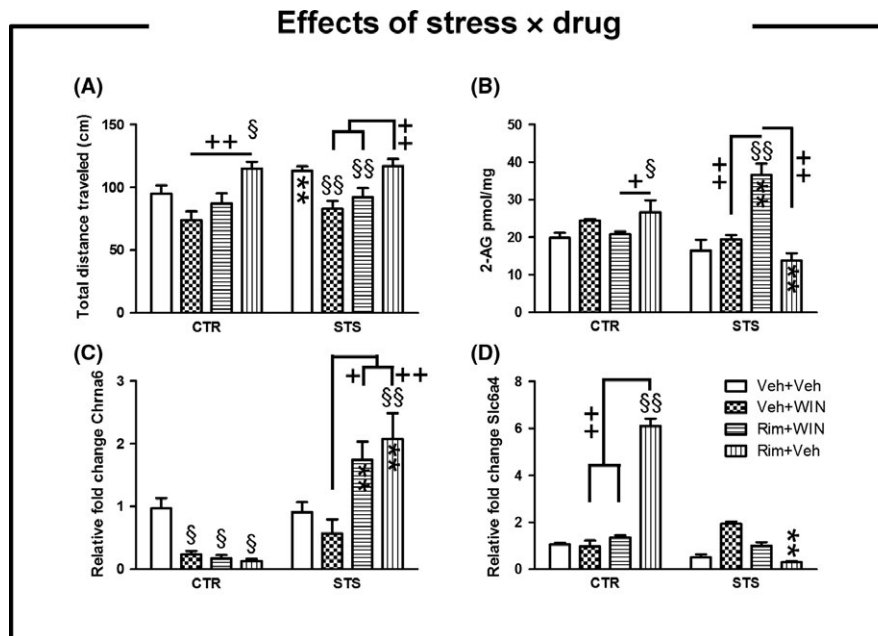 Effects of stress × drug
(A)
Total distance traveled (cm)
150
100
50
0
++
§
**
§§
§§
++
CTR
STS
(B)
2-AG pmol/mg
50
40
30
20
10
0
+
§
++
§§
**
++
**
CTR
STS
(C)
Relative fold change Chrna6
3
2
1
0
§
§
§
+
++
**
§§
**
CTR
STS
(D)
Relative fold change Slc6a4
8
6
4
2
0
++
§§
**
CTR
STS
Veh+Veh
Veh+WIN
Rim+WIN
Rim+Veh